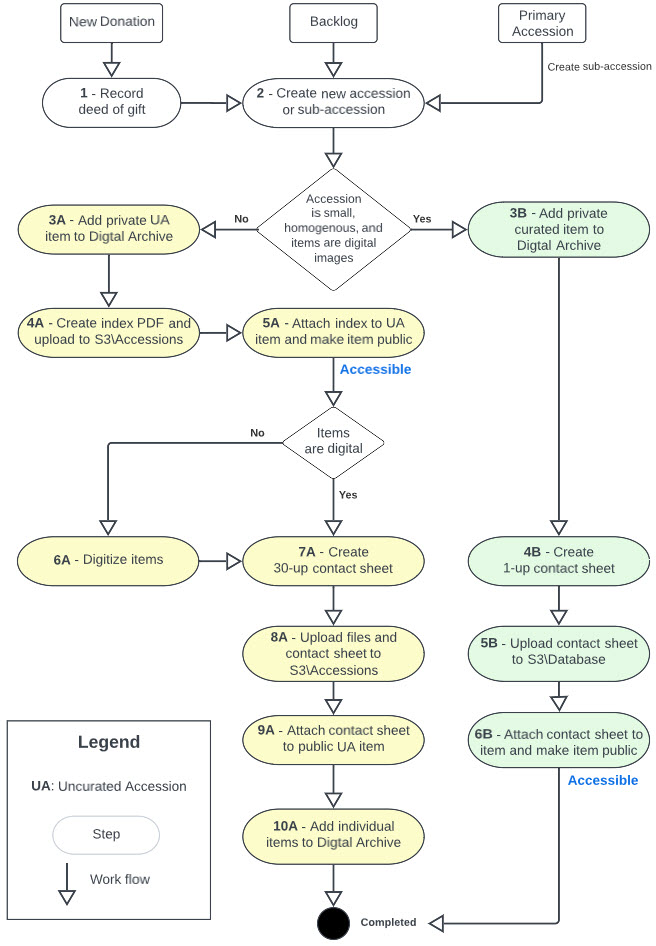 New Donation
Backlog
Primary
Accession
Create sub-accession
1 - Record
deed of gift
2 - Create new accession
or sub-accession
Accession
is small,
homogenous, and
items are digital
images
No
Yes
3A - Add private UA
item to Digtal Archive
3B - Add private
curated item to
Digtal Archive
4A - Create index PDF and
upload to S3\Accessions
5A - Attach index to UA
item and make item public
Accessible
Items
are digital
No
Yes
6A - Digitize items
7A - Create
30-up contact sheet
4B - Create
1-up contact sheet
8A - Upload files and
contact sheet to
S3\Accessions
5B - Upload contact sheet
to S3\Database
9A - Attach contact sheet
to public UA item
6B - Attach contact sheet to
item and make item public
Accessible
10A - Add individual
items to Digtal Archive
Completed
Legend
UA: Uncurated Accession
Step
Work flow